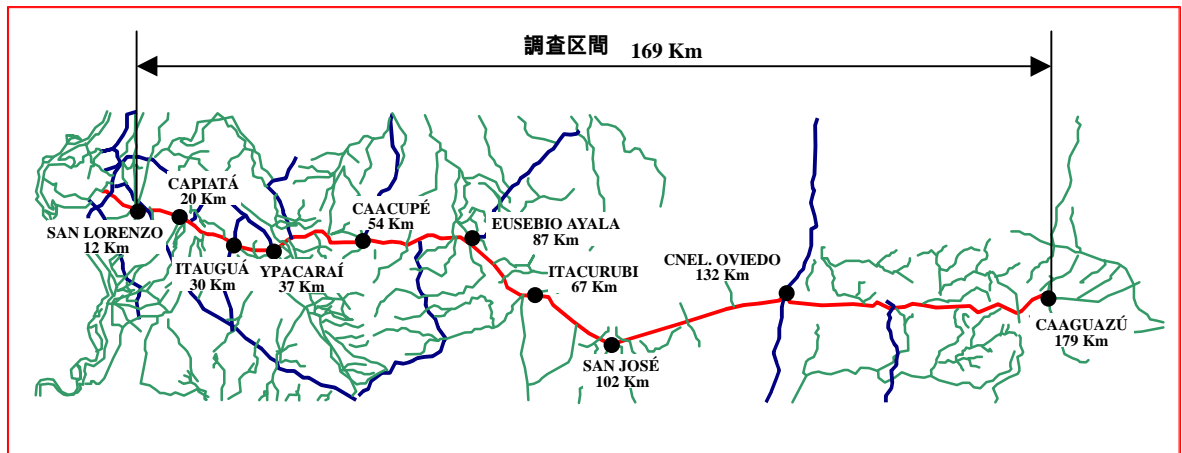 調査区間 169 Km
CAPIATÁ
20 Km
SAN LORENZO
12 Km
ITAUGUÁ
30 Km
YPACARAÍ
37 Km
CAACUPÉ
54 Km
EUSEBIO AYALA
87 Km
ITACURUBI
67 Km
SAN JOSÉ
102 Km
CNEL. OVIEDO
132 Km
CAAGUAZÚ
179 Km